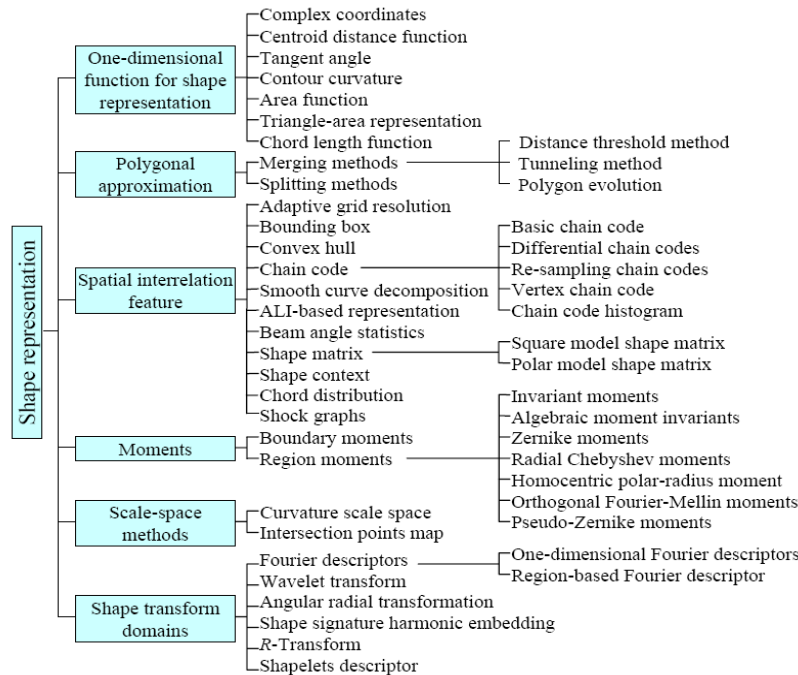 Shape representation
One-dimensional
function for shape
representation
Complex coordinates
Centroid distance function
Tangent angle
Contour curvature
Area function
Triangle-area representation
Chord length function
Polygonal
approximation
Merging methods
Splitting methods
Distance threshold method
Tunneling method
Polygon evolution
Spatial interrelation
feature
Adaptive grid resolution
Bounding box
Convex hull
Chain code
Smooth curve decomposition
ALI-based representation
Beam angle statistics
Shape matrix
Shape context
Chord distribution
Shock graphs
Basic chain code
Differential chain codes
Re-sampling chain codes
Vertex chain code
Chain code histogram
Square model shape matrix
Polar model shape matrix
Moments
Boundary moments
Region moments
Invariant moments
Algebraic moment invariants
Zernike moments
Radial Chebyshev moments
Homocentric polar-radius moment
Orthogonal Fourier-Mellin moments
Pseudo-Zernike moments
Scale-space
methods
Curvature scale space
Intersection points map
Shape transform
domains
Fourier descriptors
Wavelet transform
Angular radial transformation
Shape signature harmonic embedding
R-Transform
Shapelets descriptor
One-dimensional Fourier descriptors
Region-based Fourier descriptor